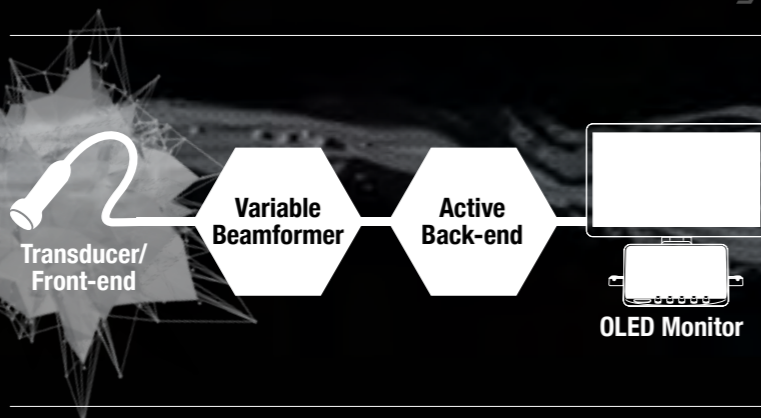 Transducer/
Front-end
Variable
Beamformer
Active
Back-end
OLED Monitor